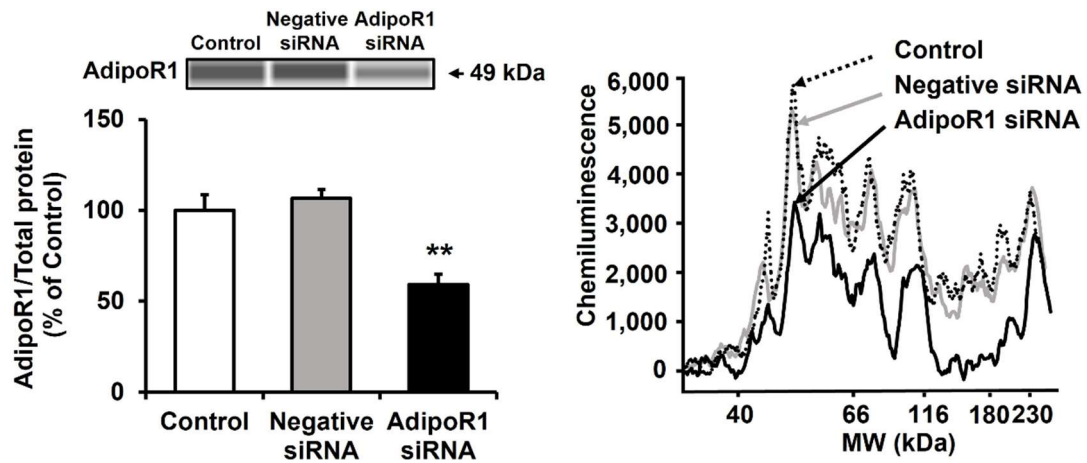 Control
Negative
siRNA
AdipoR1
siRNA
AdipoR1
49 kDa
AdipoR1/Total protein
(% of Control)
150
100
50
0
**
Control
Negative
siRNA
AdipoR1
siRNA
Control
Negative siRNA
AdipoR1 siRNA
Chemiluminescence
6,000
5,000
4,000
3,000
2,000
1,000
0
40
66
116
180
230
MW (kDa)